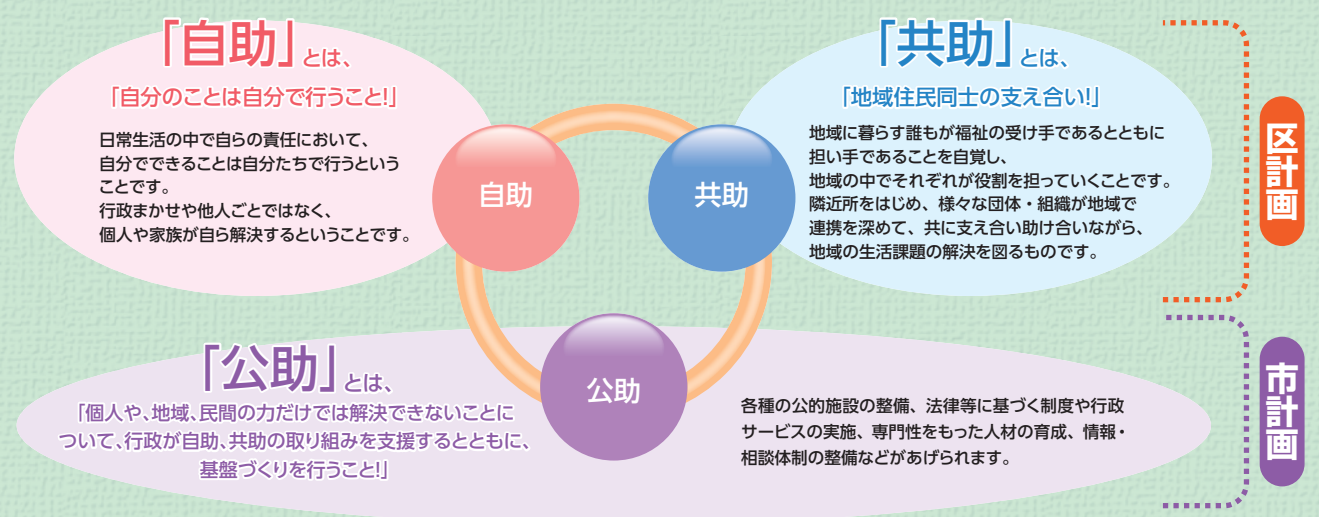 「自助」とは、
「自分のことは自分で行うこと!」
日常生活の中で自らの責任において、
自分でできることは自分たちで行うという
ことです。
行政まかせや他人ごとではなく、
個人や家族が自ら解決するということです。
「共助」とは、
「地域住民同士の支え合い!」
地域に暮らす誰もが福祉の受け手であるとともに
担い手であることを自覚し、
地域の中でそれぞれが役割を担っていくことです。
隣近所をはじめ、様々な団体・組織が地域で
連携を深めて、共に支え合い助け合いながら、
地域の生活課題の解決を図るものです。
自助
共助
区計画
「公助」とは、
「個人や、地域、民間の力だけでは解決できないことに
ついて、行政が自助、共助の取り組みを支援するとともに、
基盤づくりを行うこと!」
公助
各種の公的施設の整備、法律等に基づく制度や行政
サービスの実施、専門性をもった人材の育成、情報・
相談体制の整備などがあげられます。
市計画